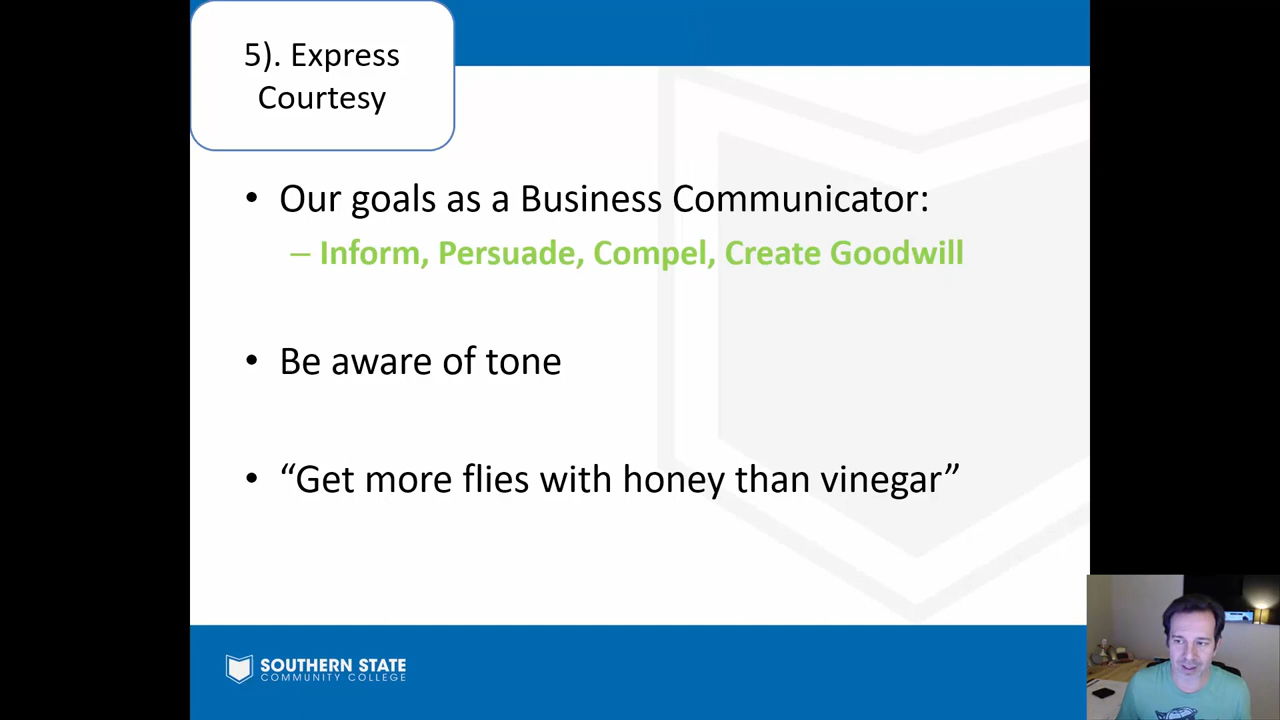 5). Express
Courtesy
• Our goals as a Business Communicator:
– Inform, Persuade, Compel, Create Goodwill
• Be aware of tone
• “Get more flies with honey than vinegar”
SOUTHERN STATE
COMMUNITY COLLEGE